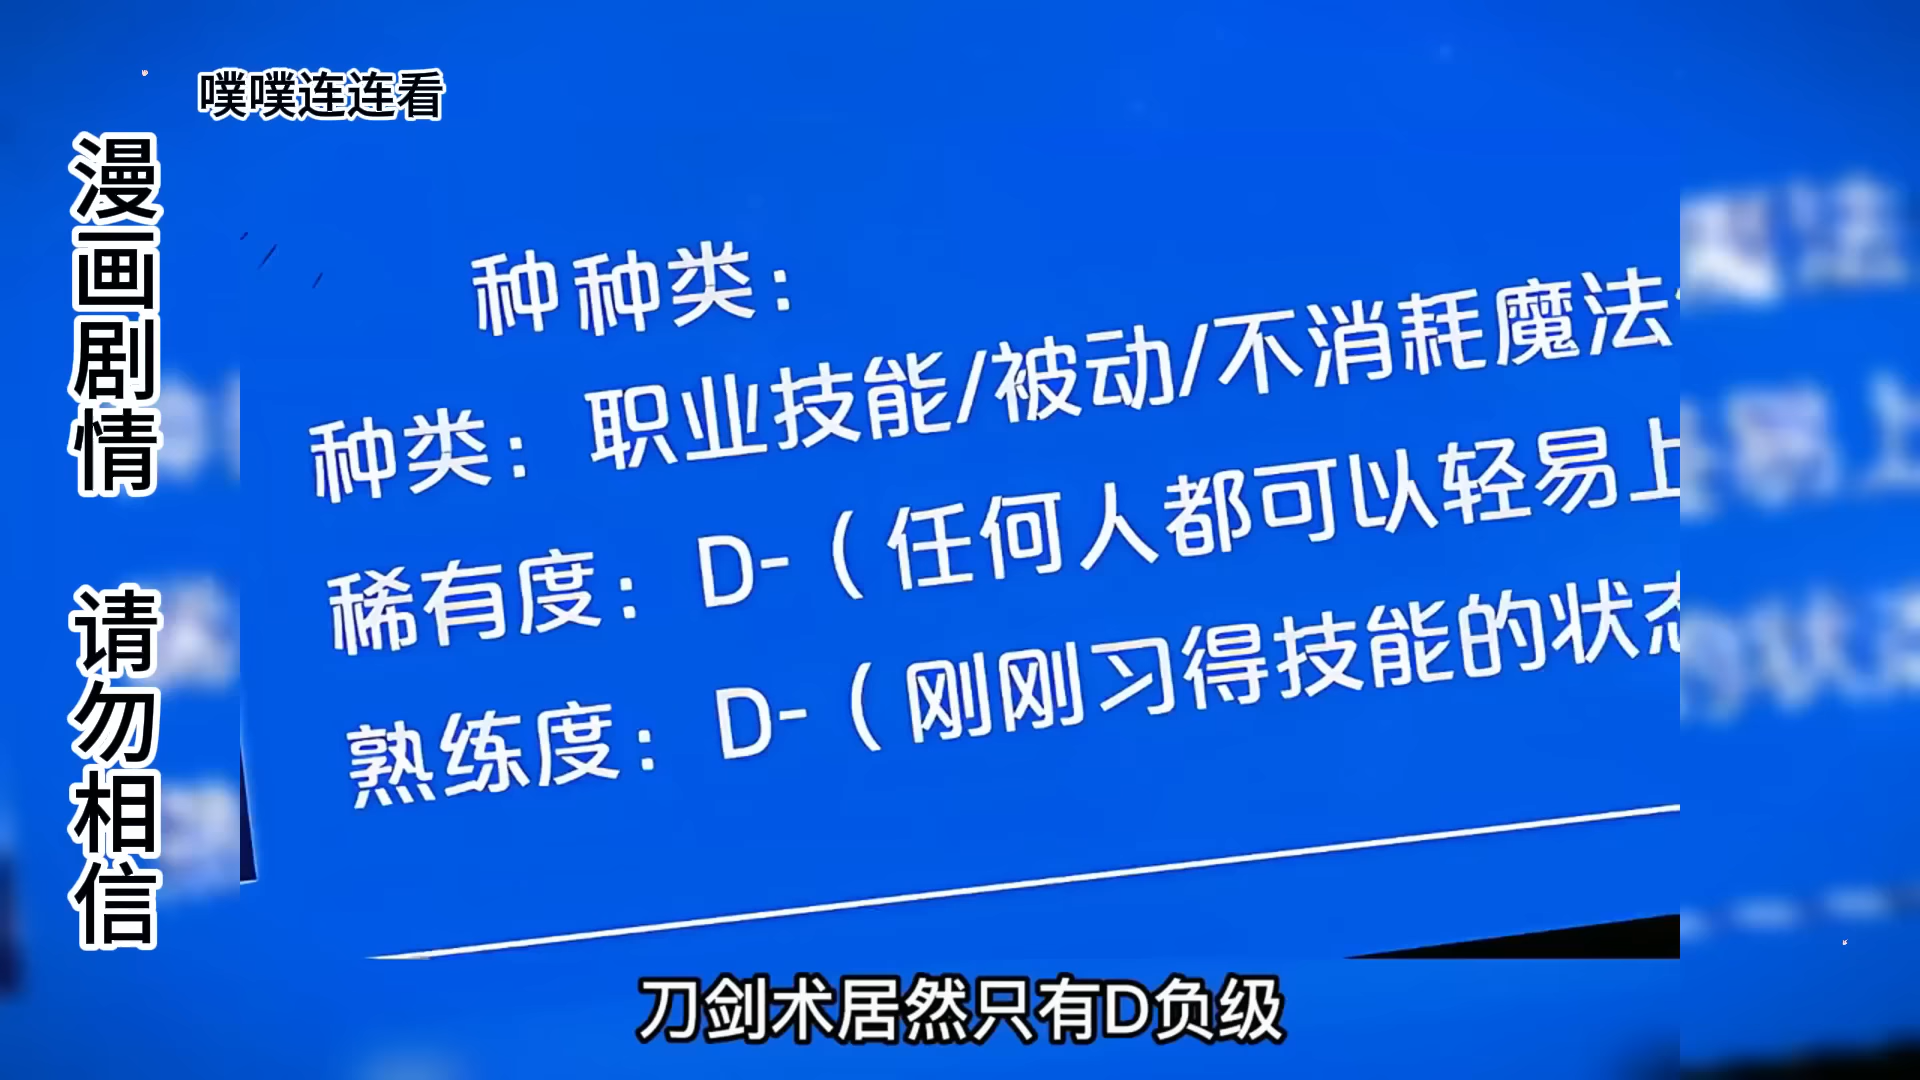 噗噗连连看
漫画剧情 请勿相信
种种类：
种类：职业技能/被动/不消耗魔法
稀有度：D-（任何人都可以轻易上
熟练度：D-（刚刚习得技能的状态
刀剑术居然只有D负级